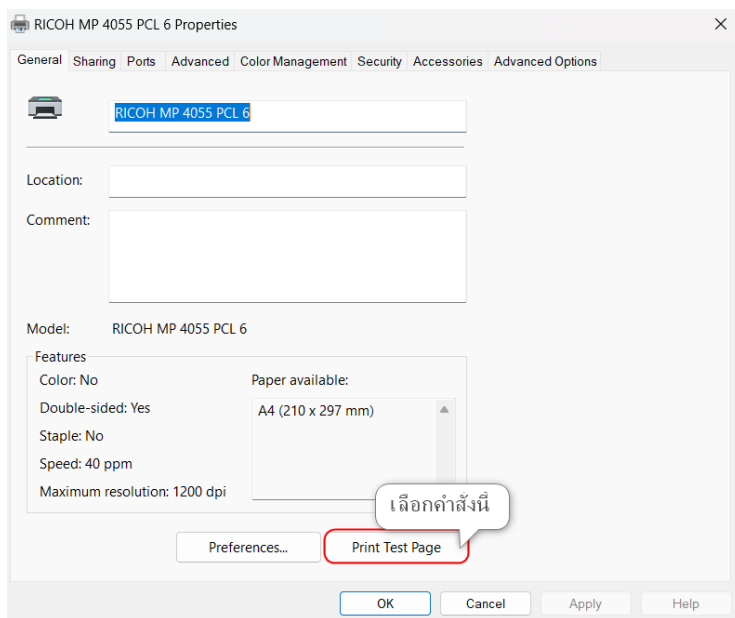 RICOH MP 4055 PCL 6 Properties
General Sharing Ports Advanced Color Management Security Accessories Advanced Options
RICOH MP 4055 PCL 6
Location:
Comment:
Model: RICOH MP 4055 PCL 6
Features
Color: No Paper available:
Double-sided: Yes A4 (210 x 297 mm)
Staple: No
Speed: 40 ppm
Maximum resolution: 1200 dpi
เลือกคำสั่งนี้
Preferences... Print Test Page
OK Cancel Apply Help